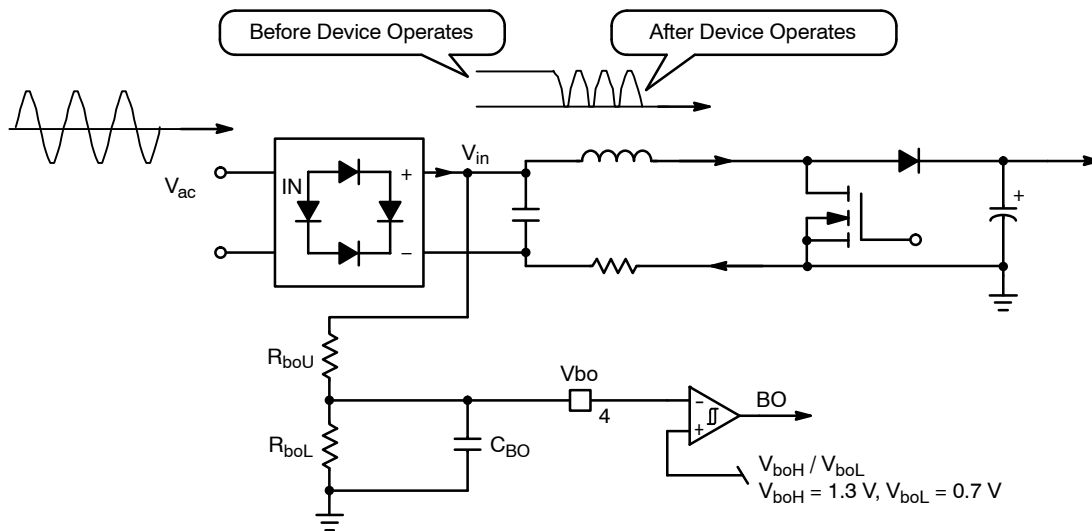 Before Device Operates
After Device Operates
V_in
V_ac
IN
+
−
+
R_boU
Vbo
4
−
+
BO
R_boL
C_BO
V_boH / V_boL
V_boH = 1.3 V, V_boL = 0.7 V